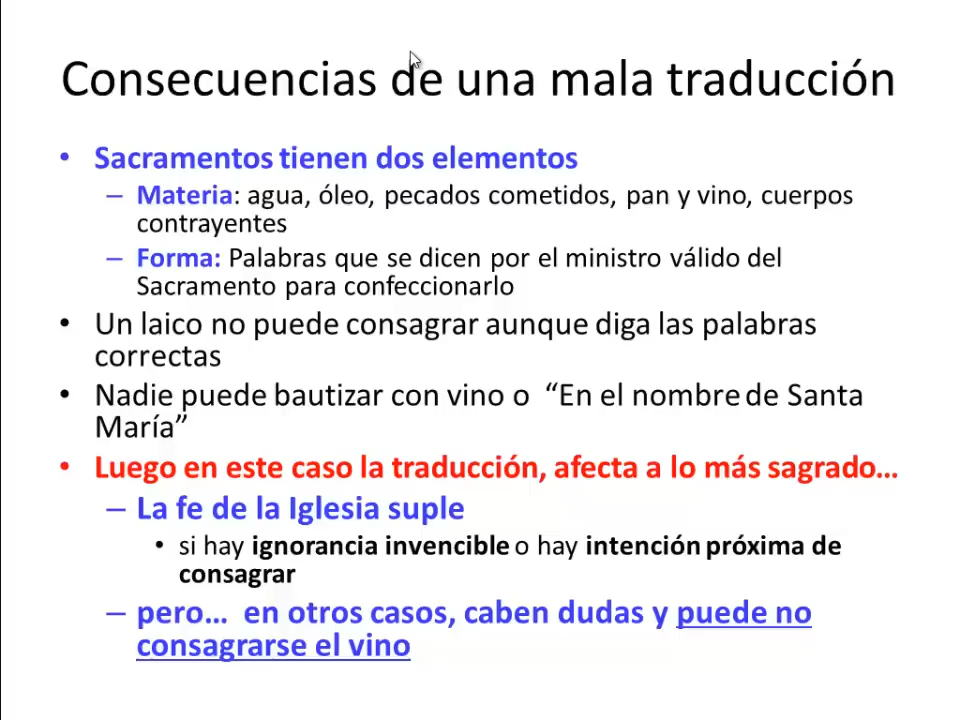 Consecuencias de una mala traducción
• Sacramentos tienen dos elementos
– Materia: agua, óleo, pecados cometidos, pan y vino, cuerpos
contrayentes
– Forma: Palabras que se dicen por el ministro válido del
Sacramento para confeccionarlo
• Un laico no puede consagrar aunque diga las palabras
correctas
• Nadie puede bautizar con vino o “En el nombre de Santa
María”
• Luego en este caso la traducción, afecta a lo más sagrado…
– La fe de la Iglesia suple
• si hay ignorancia invencible o hay intención próxima de
consagrar
– pero… en otros casos, caben dudas y puede no
consagrarse el vino